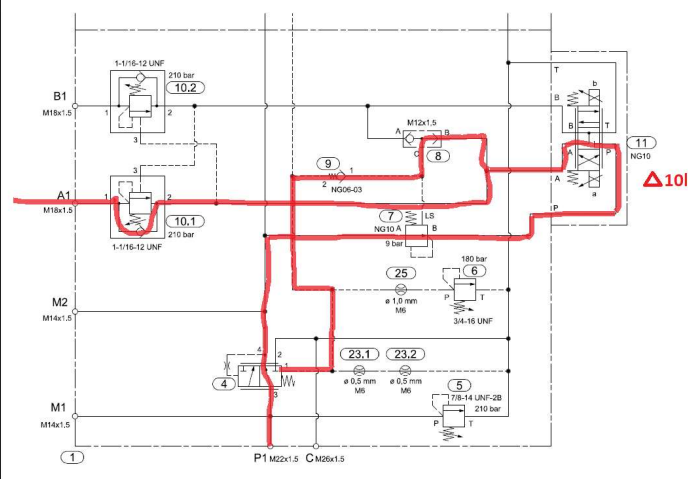 1-1/16-12 UNF
210 bar
10.2
B1
M18x1.5
1
2
3
b
T
B
B
T
A
P
A
a
P
11
NG10
△10l
M12x1.5
A
B
C
8
9
2
1
NG06-03
3
A1
M18x1.5
1
2
10.1
210 bar
1-1/16-12 UNF
7
LS
NG10
A
B
9 bar
180 bar
6
P
T
3/4-16 UNF
25
ø 1,0 mm
M6
M2
M14x1.5
4
2
1
3
4
23.1
23.2
ø 0,5 mm
M6
ø 0,5 mm
M6
5
7/8-14 UNF-2B
210 bar
P
T
M1
M14x1.5
1
P1 M22x1.5
C M26x1.5